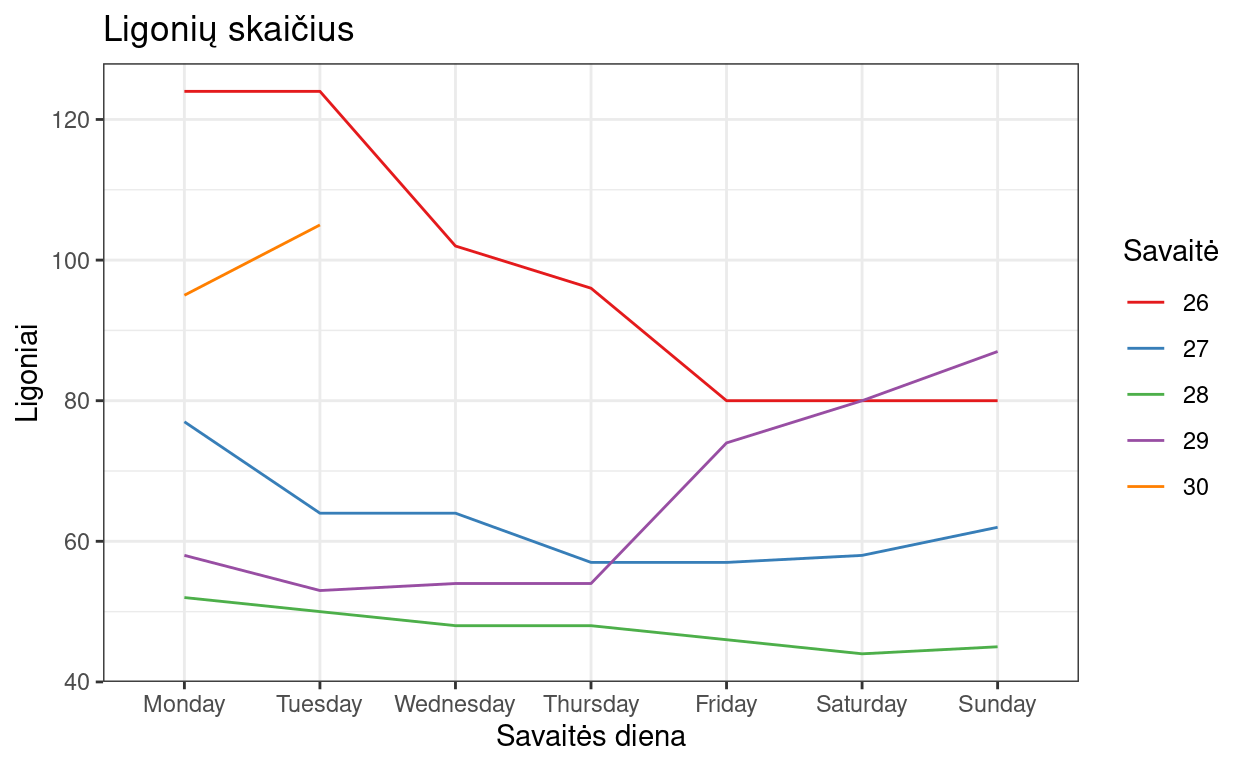 Ligonių skaičius
120
100
80
60
40
Ligoniai
Monday Tuesday Wednesday Thursday Friday Saturday Sunday
Savaitės diena
Savaitė
26
27
28
29
30